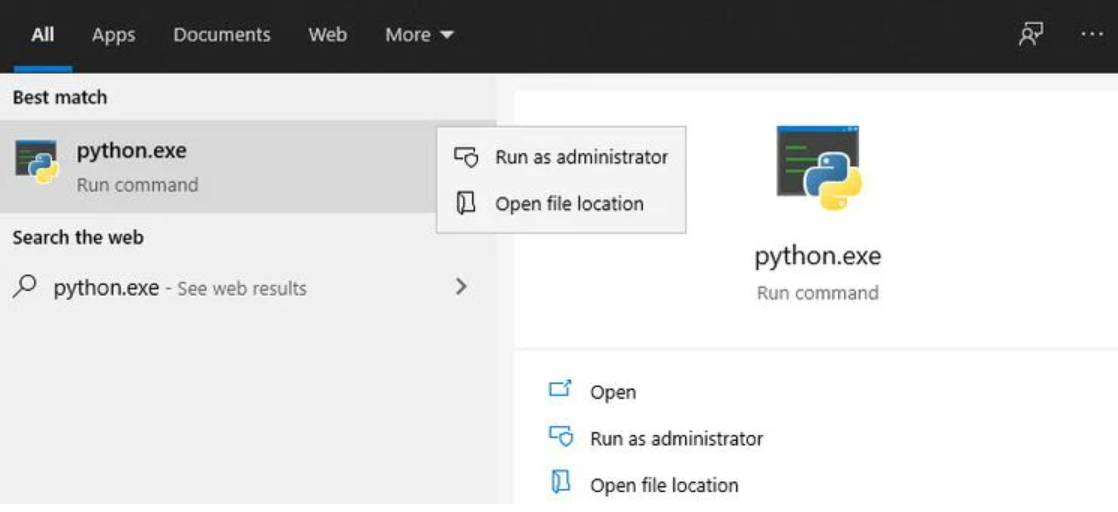 All Apps Documents Web More
Best match
python.exe
Run command
Run as administrator
Open file location
Search the web
python.exe - See web results
python.exe
Run command
Open
Run as administrator
Open file location